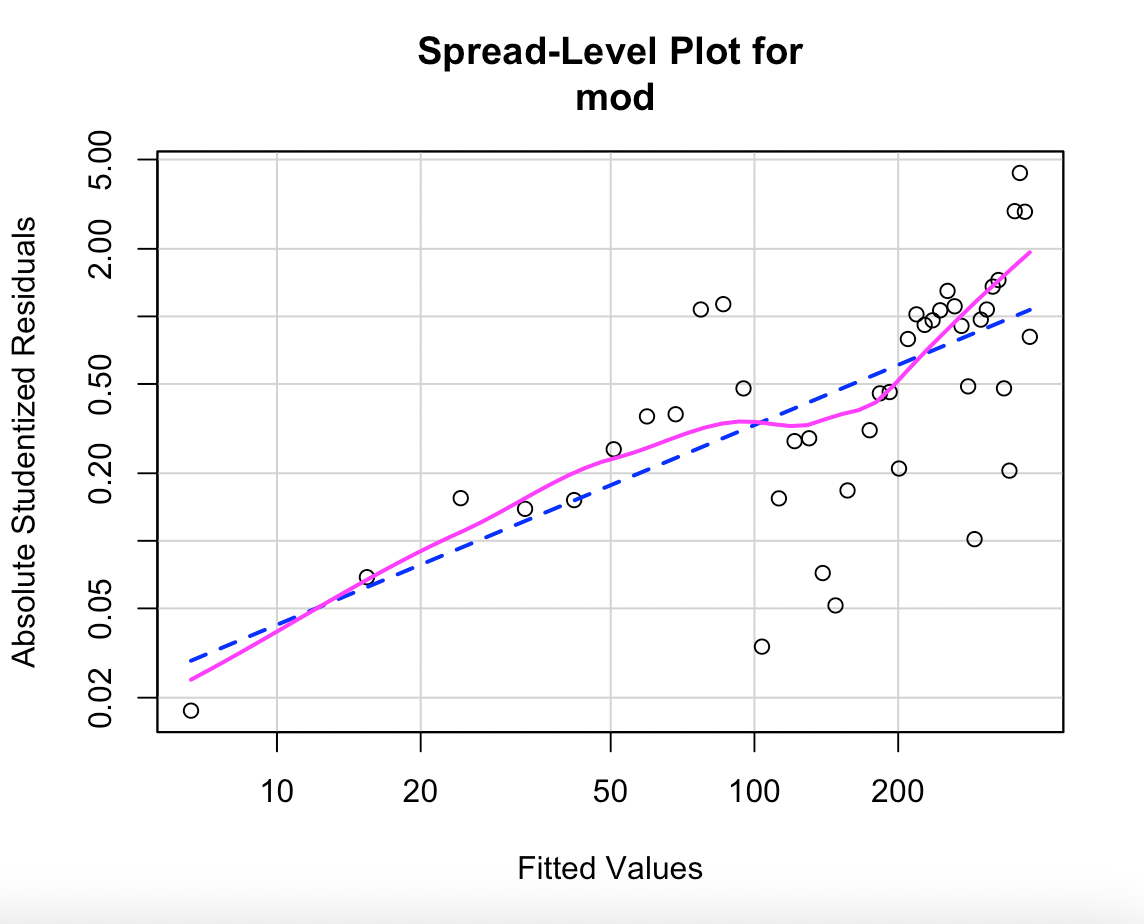 Spread-Level Plot for
mod
Absolute Studentized Residuals
5.00
2.00
0.50
0.20
0.05
0.02
10 20 50 100 200
Fitted Values